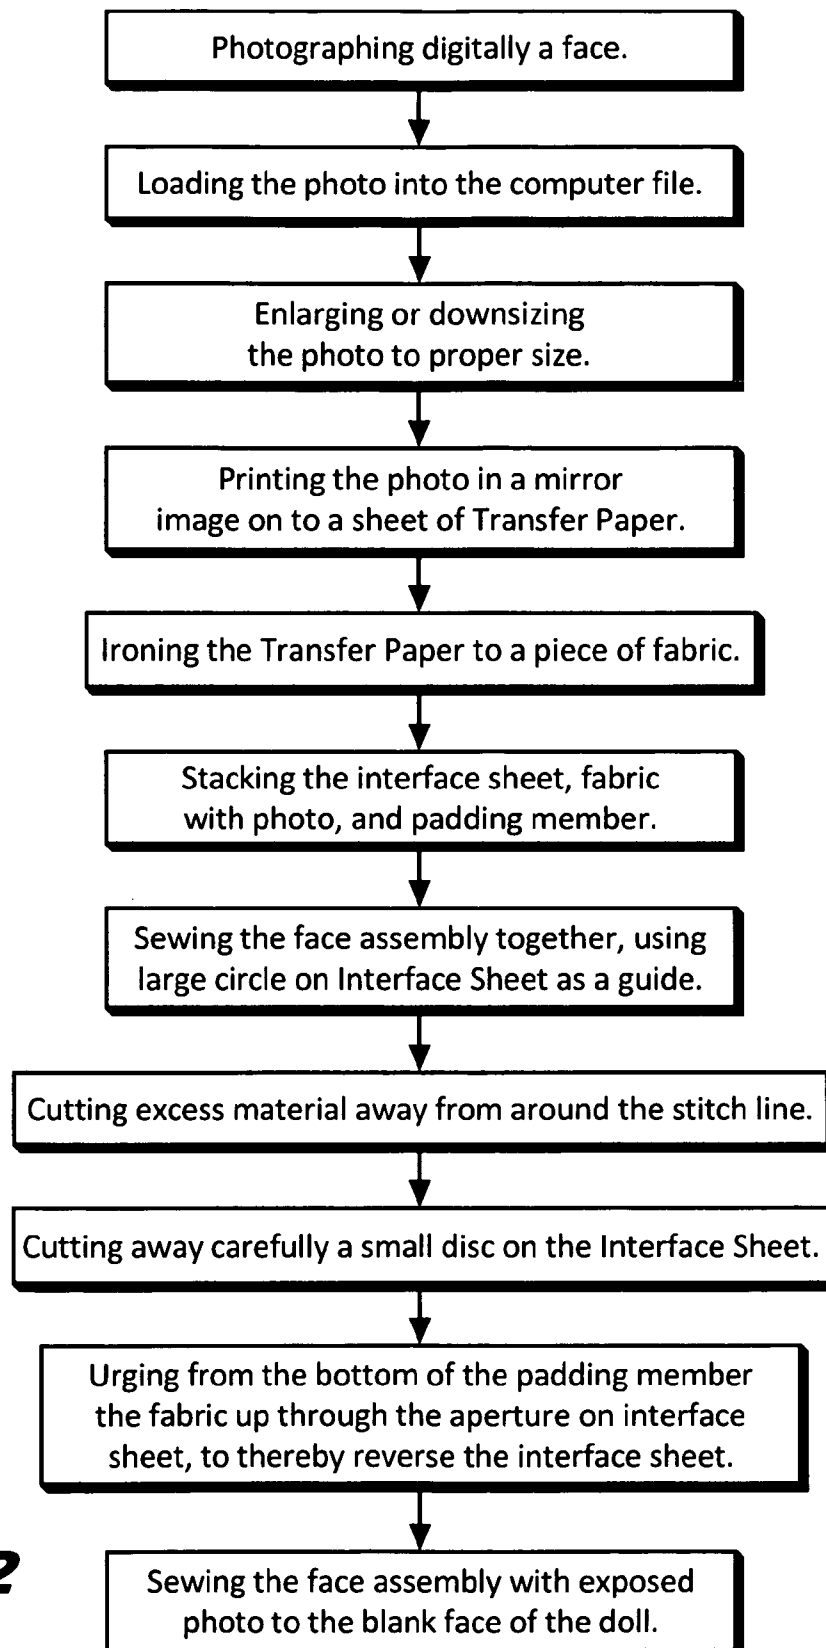 Photographing digitally a face.
Loading the photo into the computer file.
Enlarging or downsizing
the photo to proper size.
Printing the photo in a mirror
image on to a sheet of Transfer Paper.
Ironing the Transfer Paper to a piece of fabric.
Stacking the interface sheet, fabric
with photo, and padding member.
Sewing the face assembly together, using
large circle on Interface Sheet as a guide.
Cutting excess material away from around the stitch line.
Cutting away carefully a small disc on the Interface Sheet.
Urging from the bottom of the padding member
the fabric up through the aperture on interface
sheet, to thereby reverse the interface sheet.
2
Sewing the face assembly with exposed
photo to the blank face of the doll.